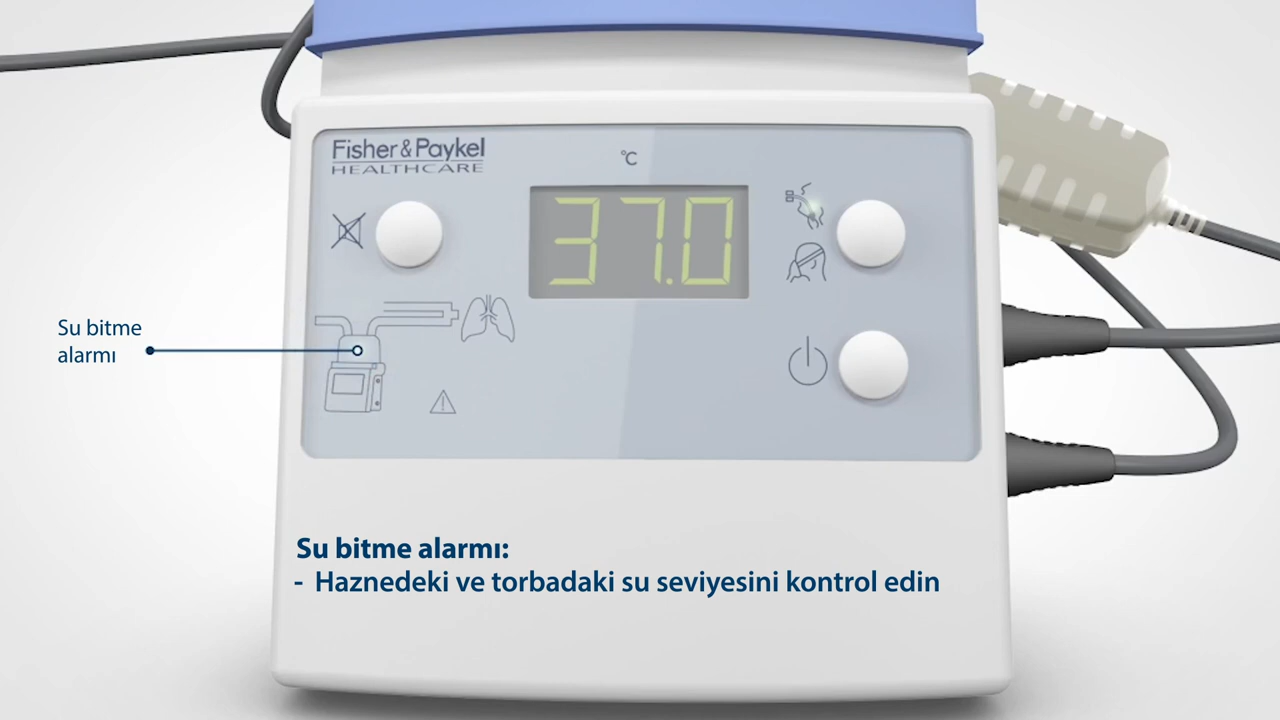 Fisher & Paykel
HEALTHCARE
°C
37.0
Su bitme
alarmı
Su bitme alarmı:
- Haznedeki ve torbadaki su seviyesini kontrol edin